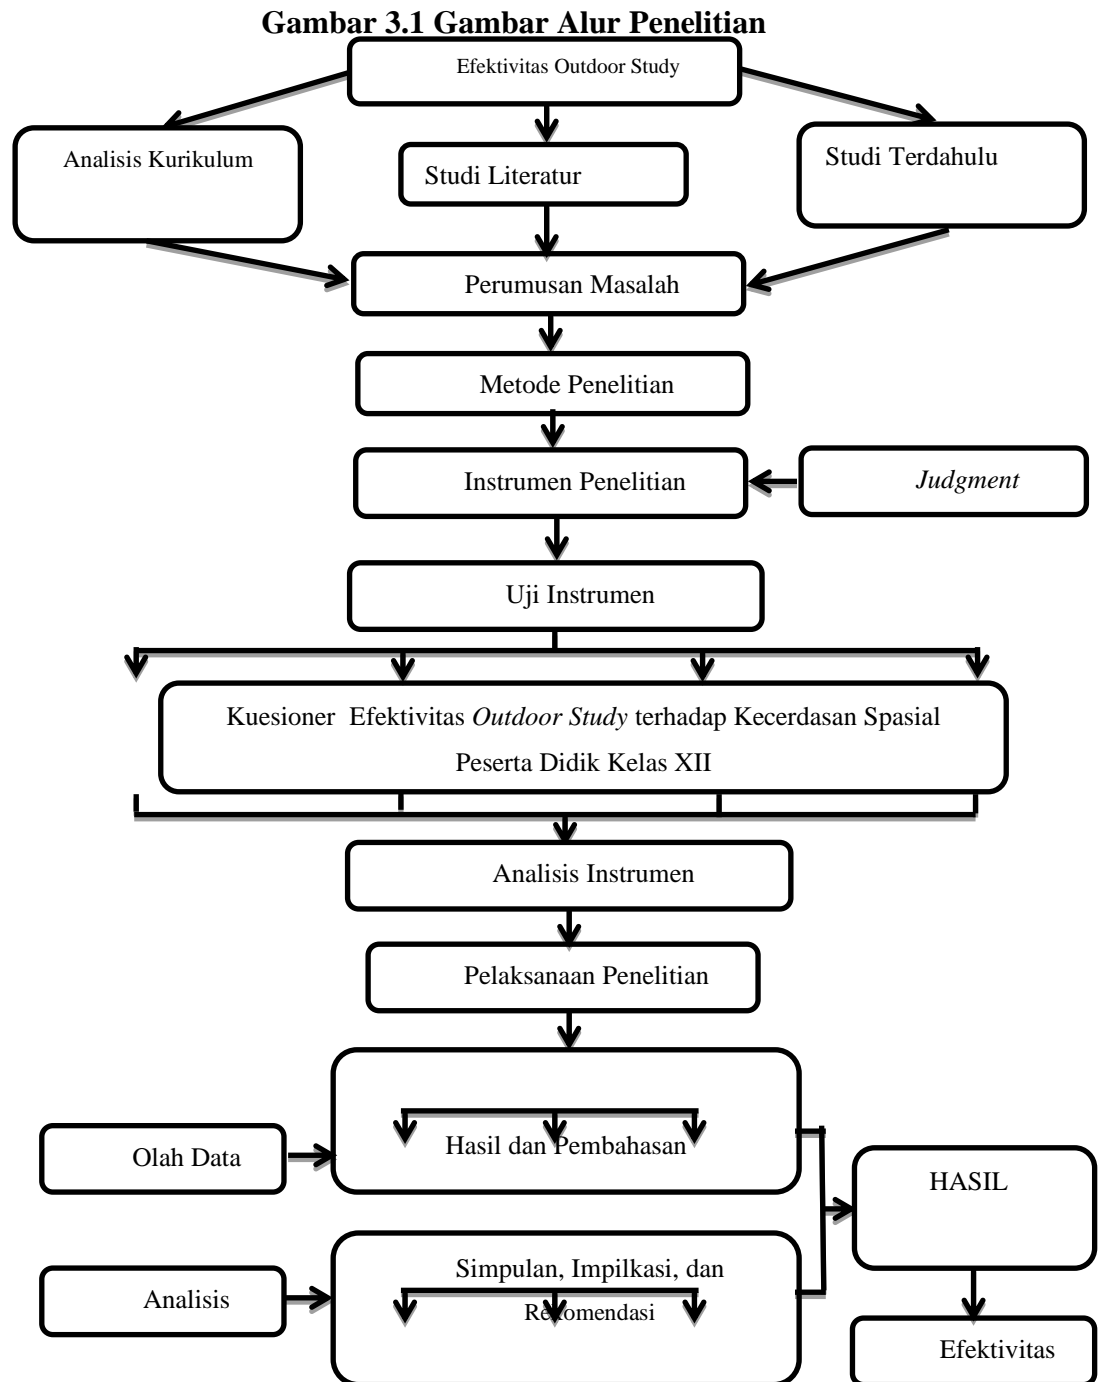 Gambar 3.1 Gambar Alur Penelitian
Efektivitas Outdoor Study
Analisis Kurikulum
Studi Literatur
Studi Terdahulu
Perumusan Masalah
Metode Penelitian
Instrumen Penelitian
Judgment
Uji Instrumen
Kuesioner Efektivitas Outdoor Study terhadap Kecerdasan Spasial
Peserta Didik Kelas XII
Analisis Instrumen
Pelaksanaan Penelitian
Olah Data
Hasil dan Pembahasan
HASIL
Analisis
Simpulan, Impilkasi, dan
Rekomendasi
Efektivitas